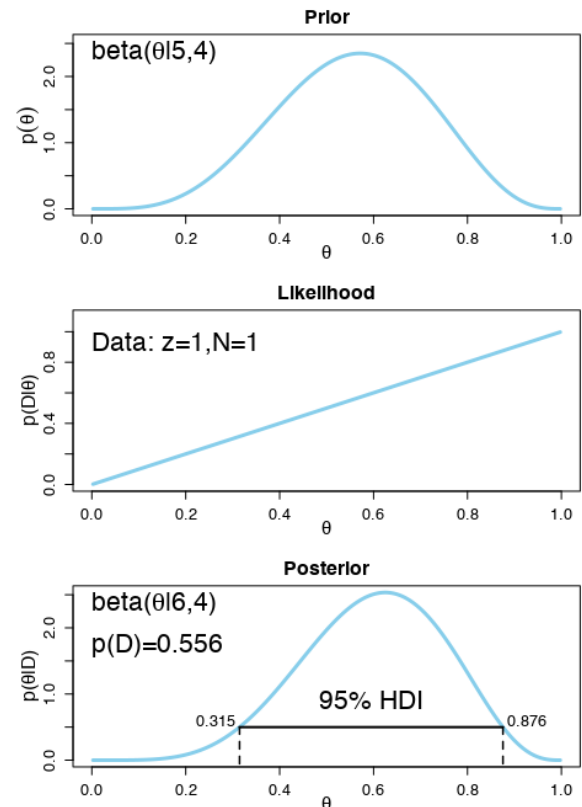 Prior
beta(θ|5,4)
p(θ)
0.0 1.0 2.0
0.0 0.2 0.4 0.6 0.8 1.0
θ
Likelihood
Data: z=1,N=1
p(D|θ)
0.0 0.4 0.8
0.0 0.2 0.4 0.6 0.8 1.0
θ
Posterior
beta(θ|6,4)
p(D)=0.556
p(θ|D)
95% HDI
0.315 0.876
0.0 1.0 2.0
0.0 0.2 0.4 0.6 0.8 1.0
θ